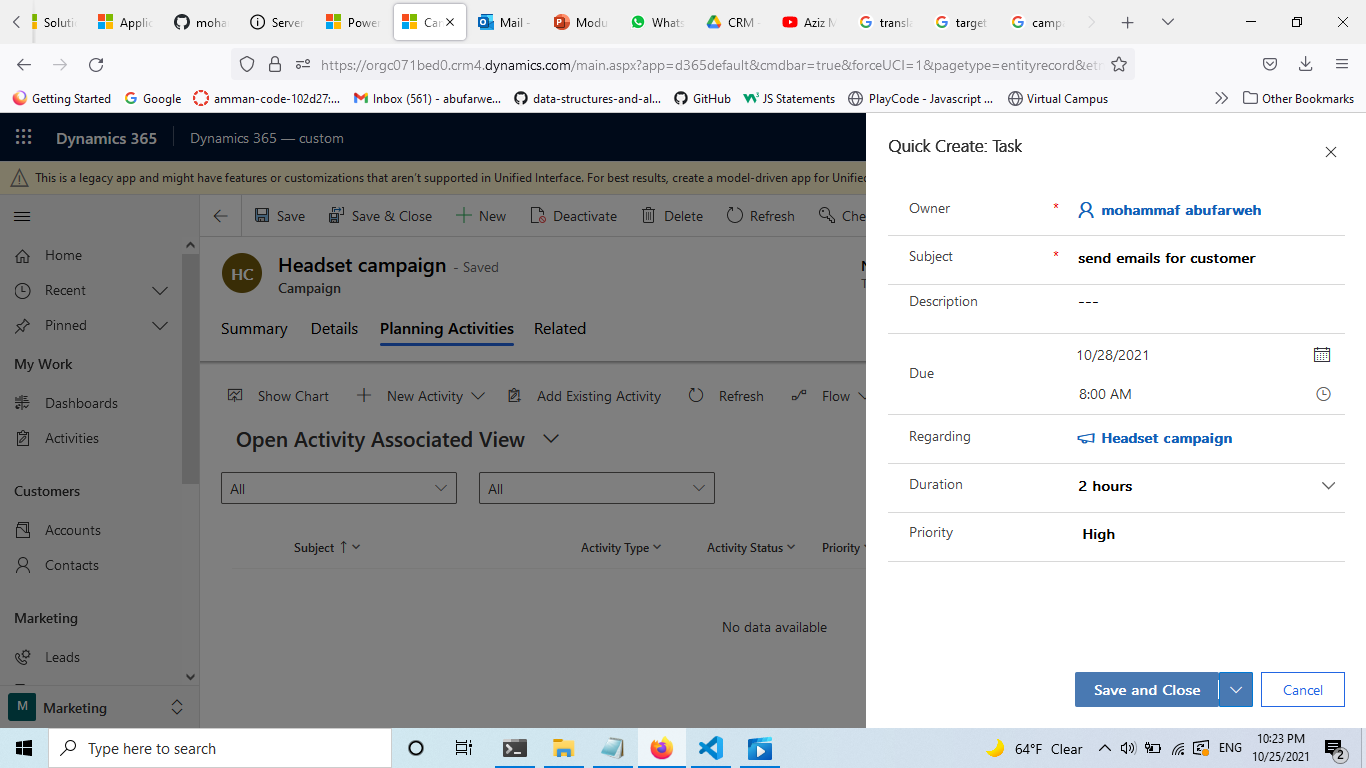 Soluti
Applic
moha
Server
Power
Car
Mail -
Modu
Whats
CRM -
Aziz M
transla
target
campa
https://orgc071bed0.crm4.dynamics.com/main.aspx?app=d365default&cmdbar=true&forceUCI=1&pagetype=entityrecord&etn
Getting Started
Google
amman-code-102d27:...
Inbox (561) - abufarwe...
data-structures-and-al...
GitHub
JS Statements
PlayCode - Javascript ...
Virtual Campus
Other Bookmarks
Dynamics 365
Dynamics 365 — custom
This is a legacy app and might have features or customizations that aren't supported in Unified Interface. For best results, create a model-driven app for Unifie
Home
Recent
Pinned
My Work
Dashboards
Activities
Customers
Accounts
Contacts
Marketing
Leads
M
Marketing
Save
Save & Close
New
Deactivate
Delete
Refresh
Che
HC
Headset campaign - Saved
Campaign
Summary
Details
Planning Activities
Related
Show Chart
New Activity
Add Existing Activity
Refresh
Flow
Open Activity Associated View
All
All
Subject
Activity Type
Activity Status
Priority
No data available
Quick Create: Task
Owner * mohammaf abufarweh
Subject * send emails for customer
Description ---
Due
10/28/2021
8:00 AM
Regarding Headset campaign
Duration 2 hours
Priority High
Save and Close
Cancel
Type here to search
64°F Clear
ENG
10:23 PM
10/25/2021
2